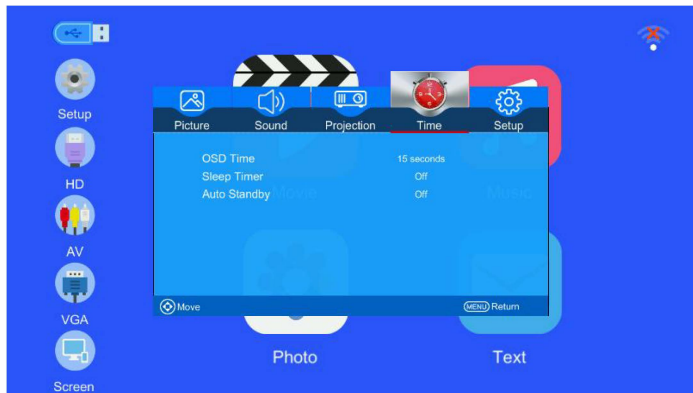 Setup
HD
AV
VGA
Screen
Picture Sound Projection Time Setup
OSD Time 15 seconds
Sleep Timer Off
Auto Standby Off
Movie
Music
Move MENU Return
Photo
Text